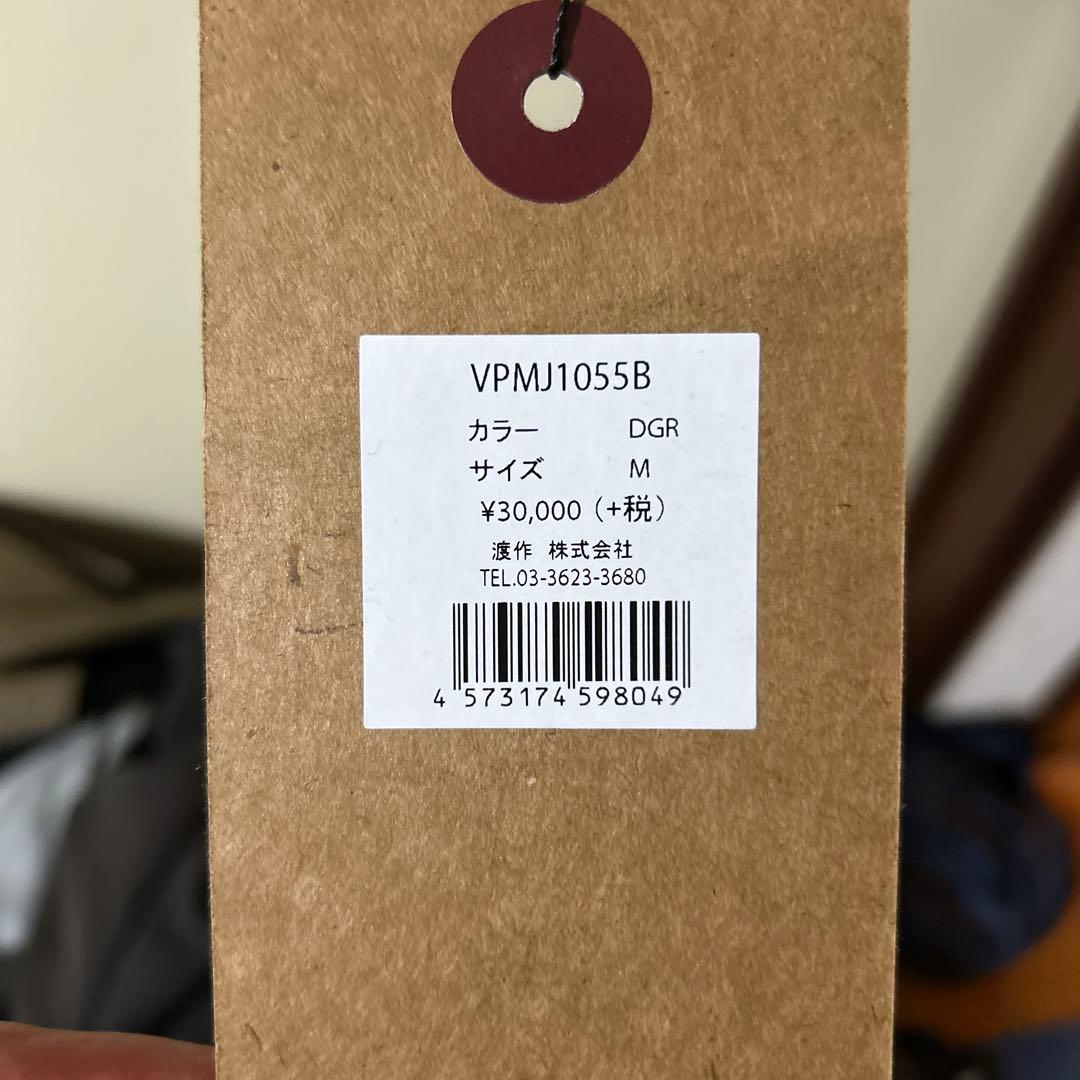 VPMJ1055B
カラー DGR
サイズ M
¥30,000（+税）
渡作 株式会社
TEL.03-3623-3680
4 573174 598049